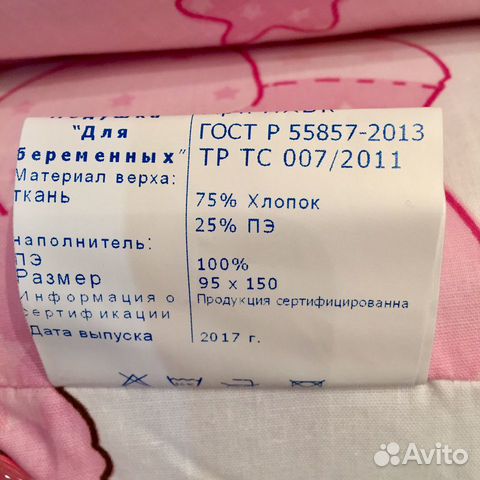 "Для
беременных"
ГОСТ Р 55857-2013
ТР ТС 007/2011
Материал верха:
ткань
75% Хлопок
25% ПЭ
наполнитель:
ПЭ
100%
Размер
95 х 150
Информация о
сертификации
Продукция сертифицированна
Дата выпуска
2017 г.
Avito